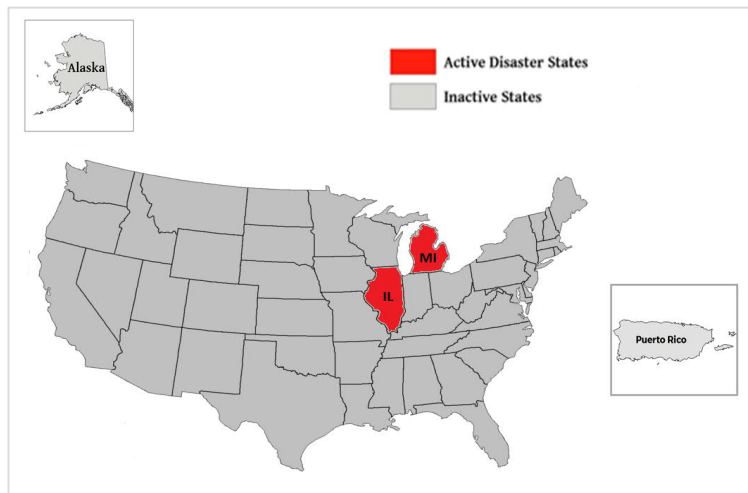 Alaska
Active Disaster States
Inactive States
MI
IL
Puerto Rico